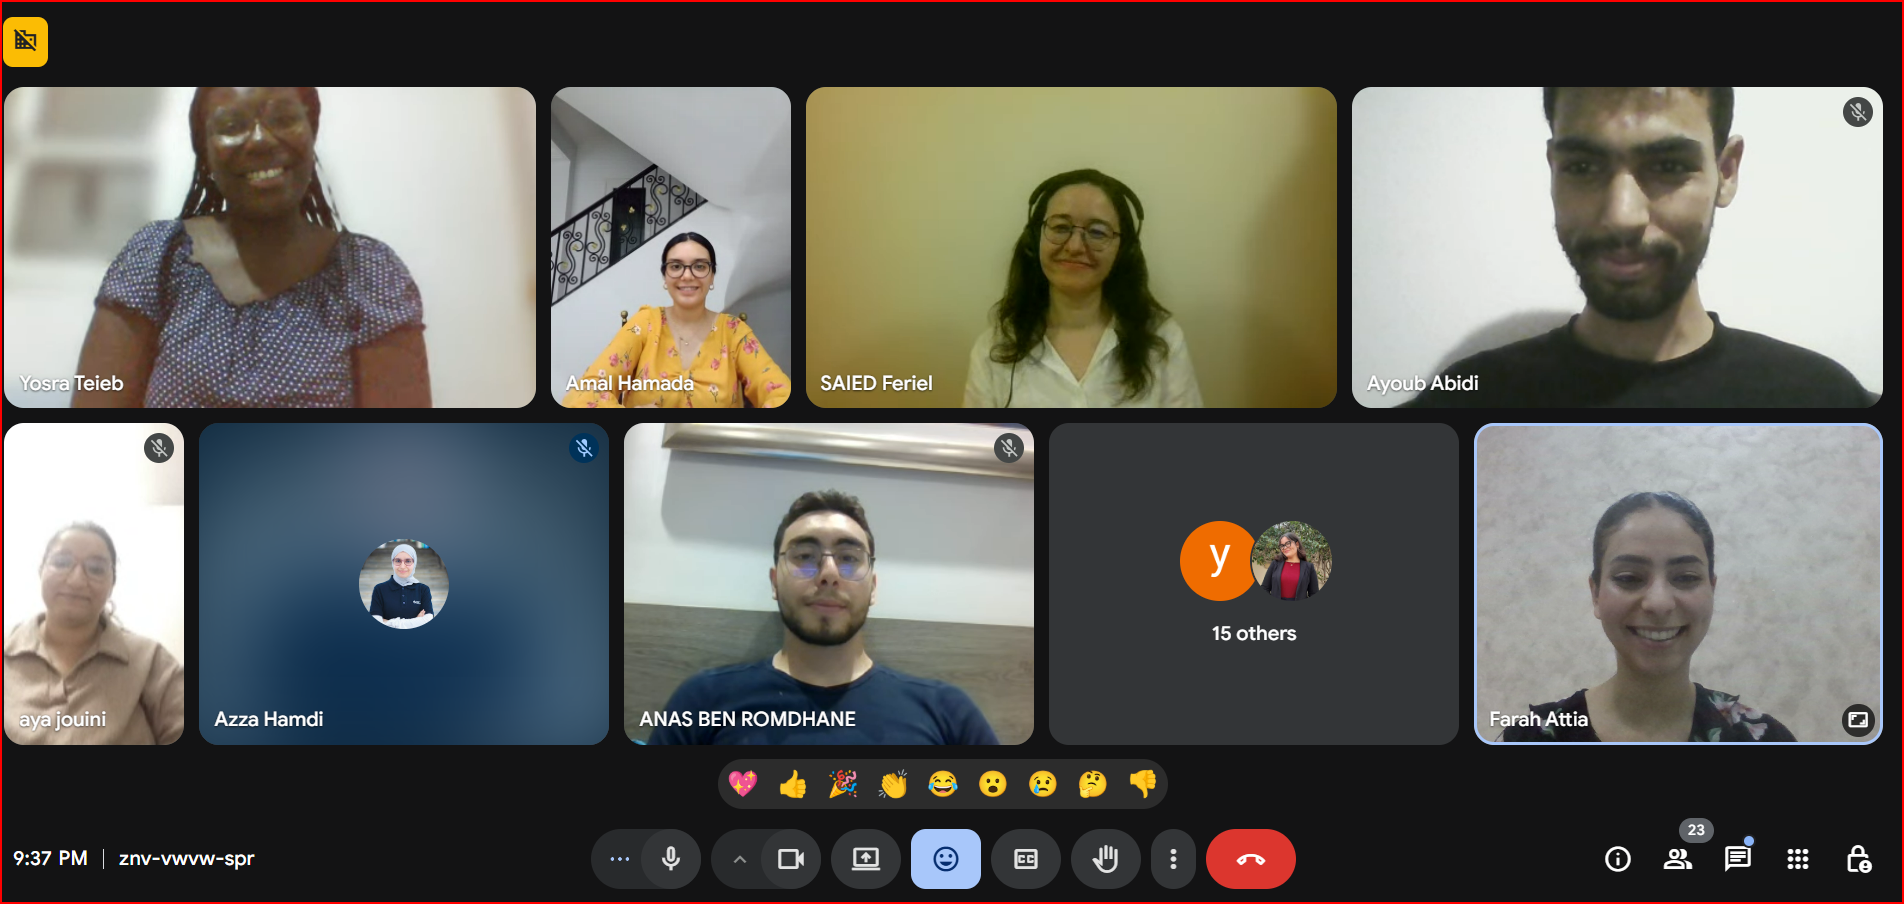 Yosra Teieb
Amal Hamada
SAIED Feriel
Ayoub Abidi
aya jouini
Azza Hamdi
ANAS BEN ROMDHANE
y
15 others
Farah Attia
9:37 PM | znv-vwvw-spr
CC
23